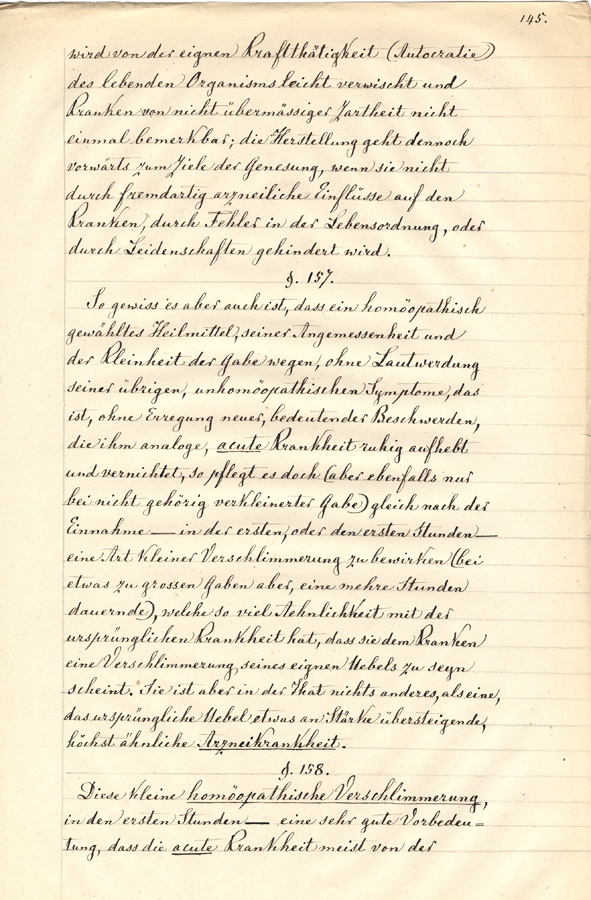 145.
wird von der eignen Kraftthätigkeit (Autocratie)
des lebenden Organisms leicht verwischt und
Kranken von nicht übermässiger Zartheit nicht
einmal bemerkbar; die Herstellung geht dennoch
vorwärts zum Ziele der Genesung, wenn sie nicht
durch fremdartig arzneiliche Einflüsse auf den
Kranken, durch Fehler in der Lebensordnung, oder
durch Leidenschaften gehindert wird.
§. 157.
So gewiss es aber auch ist, dass ein homöopathisch
gewähltes Heilmittel, seiner Angemessenheit und
der Kleinheit der Gabe wegen, ohne Lautwerdung
seiner übrigen, unhomöopathischen Symptome, das
ist, ohne Erregung neuer, bedeutender Beschwerden,
die ihm analoge, acute Krankheit ruhig aufhebt
und vernichtet, so pflegt es doch (aber ebenfalls nur
bei nicht gehörig verkleinerter Gabe) gleich nach der
Einnahme — in der ersten, oder den ersten Stunden —
eine Art kleiner Verschlimmerung zu bewirken (bei
etwas zu grossen Gaben aber, eine mehre Stunden
dauernde), welche so viel Aehnlichkeit mit der
ursprünglichen Krankheit hat, dass sie dem Kranken
eine Verschlimmerung seines eignen Uebels zu seyn
scheint. Sie ist aber in der That nichts anderes, als eine,
das ursprüngliche Uebel etwas an Stärke übersteigende,
höchst ähnliche Arzneikrankheit.
§. 158.
Diese kleine homöopathische Verschlimmerung,
in den ersten Stunden — eine sehr gute Vorbedeu=
tung, dass die acute Krankheit meist von der